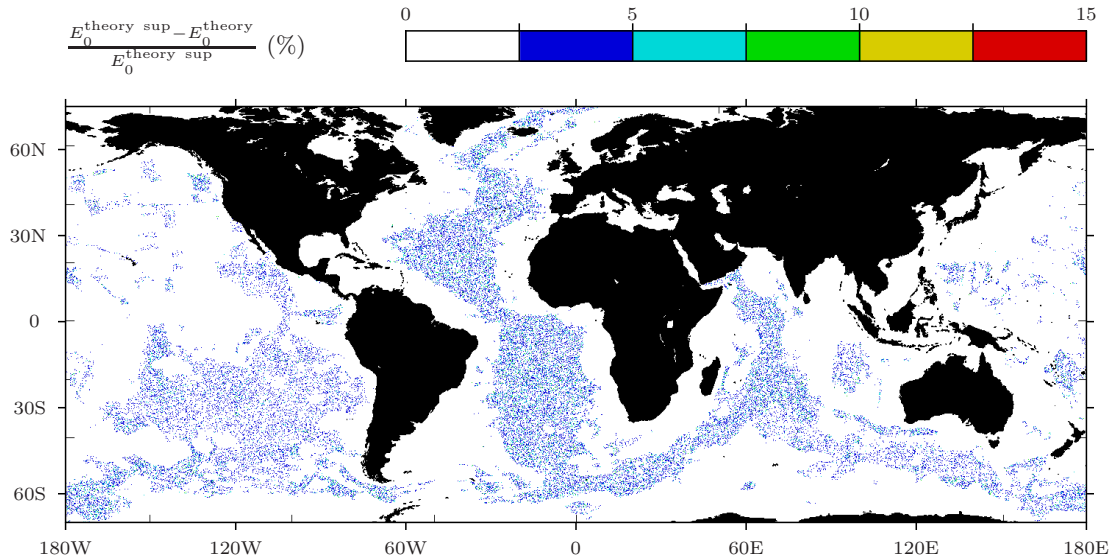 E_0^{theory sup} − E_0^{theory}
E_0^{theory sup} (%)
0 5 10 15
60N
30N
0
30S
60S
180W 120W 60W 0 60E 120E 180E